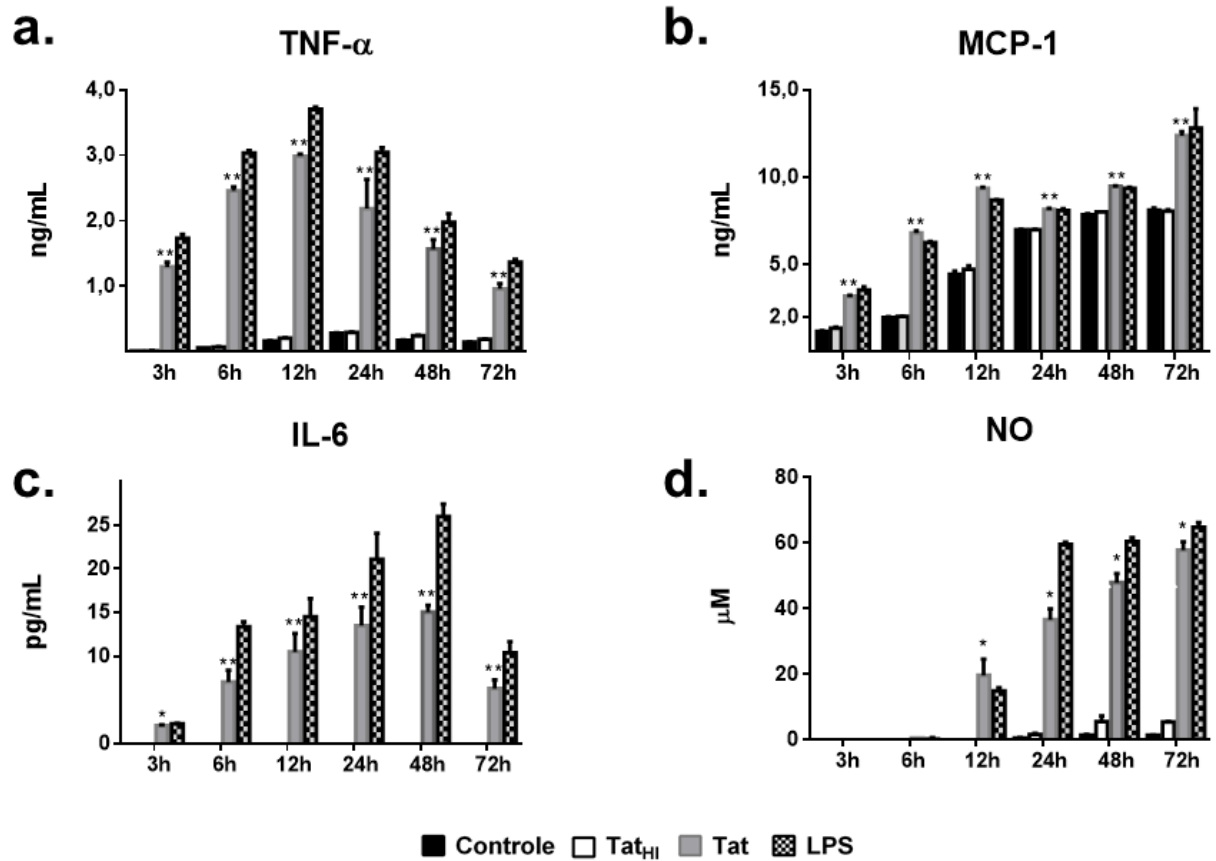 a.
TNF-α
ng/mL
4,0
3,0
2,0
1,0
**
**
**
**
**
**
3h 6h 12h 24h 48h 72h
b.
MCP-1
ng/mL
15,0
10,0
5,0
2,0
**
**
**
**
**
**
3h 6h 12h 24h 48h 72h
c.
IL-6
pg/mL
25
20
15
10
5
0
*
**
**
**
**
**
3h 6h 12h 24h 48h 72h
d.
NO
µM
80
60
40
20
0
*
*
*
*
3h 6h 12h 24h 48h 72h
Controle TatHI Tat LPS